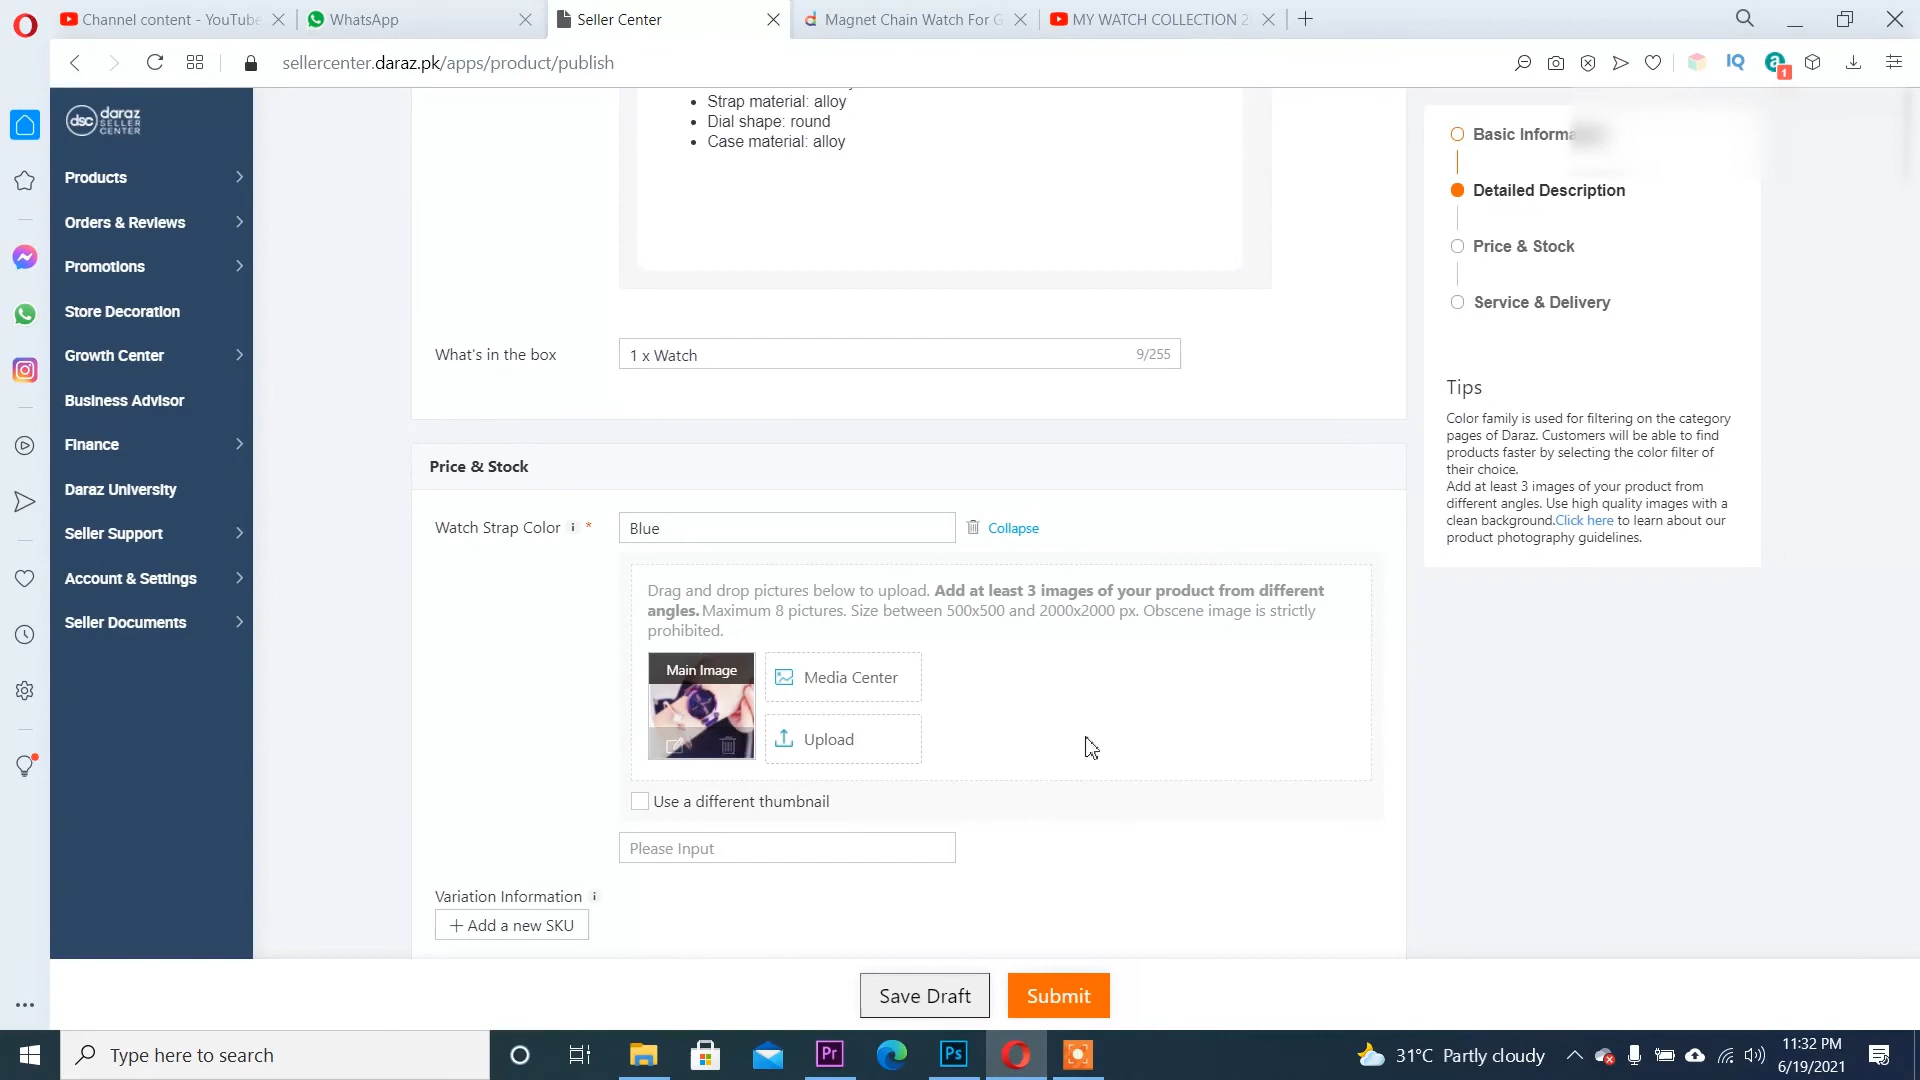 Channel content - YouTube
WhatsApp
Seller Center
Magnet Chain Watch For G
MY WATCH COLLECTION 2
sellercenter.daraz.pk/apps/product/publish
IQ
a
1
dsc daraz SELLER CENTER
Products
Orders & Reviews
Promotions
Store Decoration
Growth Center
Business Advisor
Finance
Daraz University
Seller Support
Account & Settings
Seller Documents
Strap material: alloy
Dial shape: round
Case material: alloy
What's in the box
1 x Watch
9/255
Price & Stock
Watch Strap Color
*
Blue
Collapse
Drag and drop pictures below to upload. Add at least 3 images of your product from different
angles. Maximum 8 pictures. Size between 500x500 and 2000x2000 px. Obscene image is strictly
prohibited.
Main Image
Media Center
Upload
Use a different thumbnail
Please Input
Variation Information
+ Add a new SKU
Save Draft
Submit
Basic Informa
Detailed Description
Price & Stock
Service & Delivery
Tips
Color family is used for filtering on the category
pages of Daraz. Customers will be able to find
products faster by selecting the color filter of
their choice.
Add at least 3 images of your product from
different angles. Use high quality images with a
clean background.Click here to learn about our
product photography guidelines.
Type here to search
Pr
Ps
31°C Partly cloudy
11:32 PM
6/19/2021